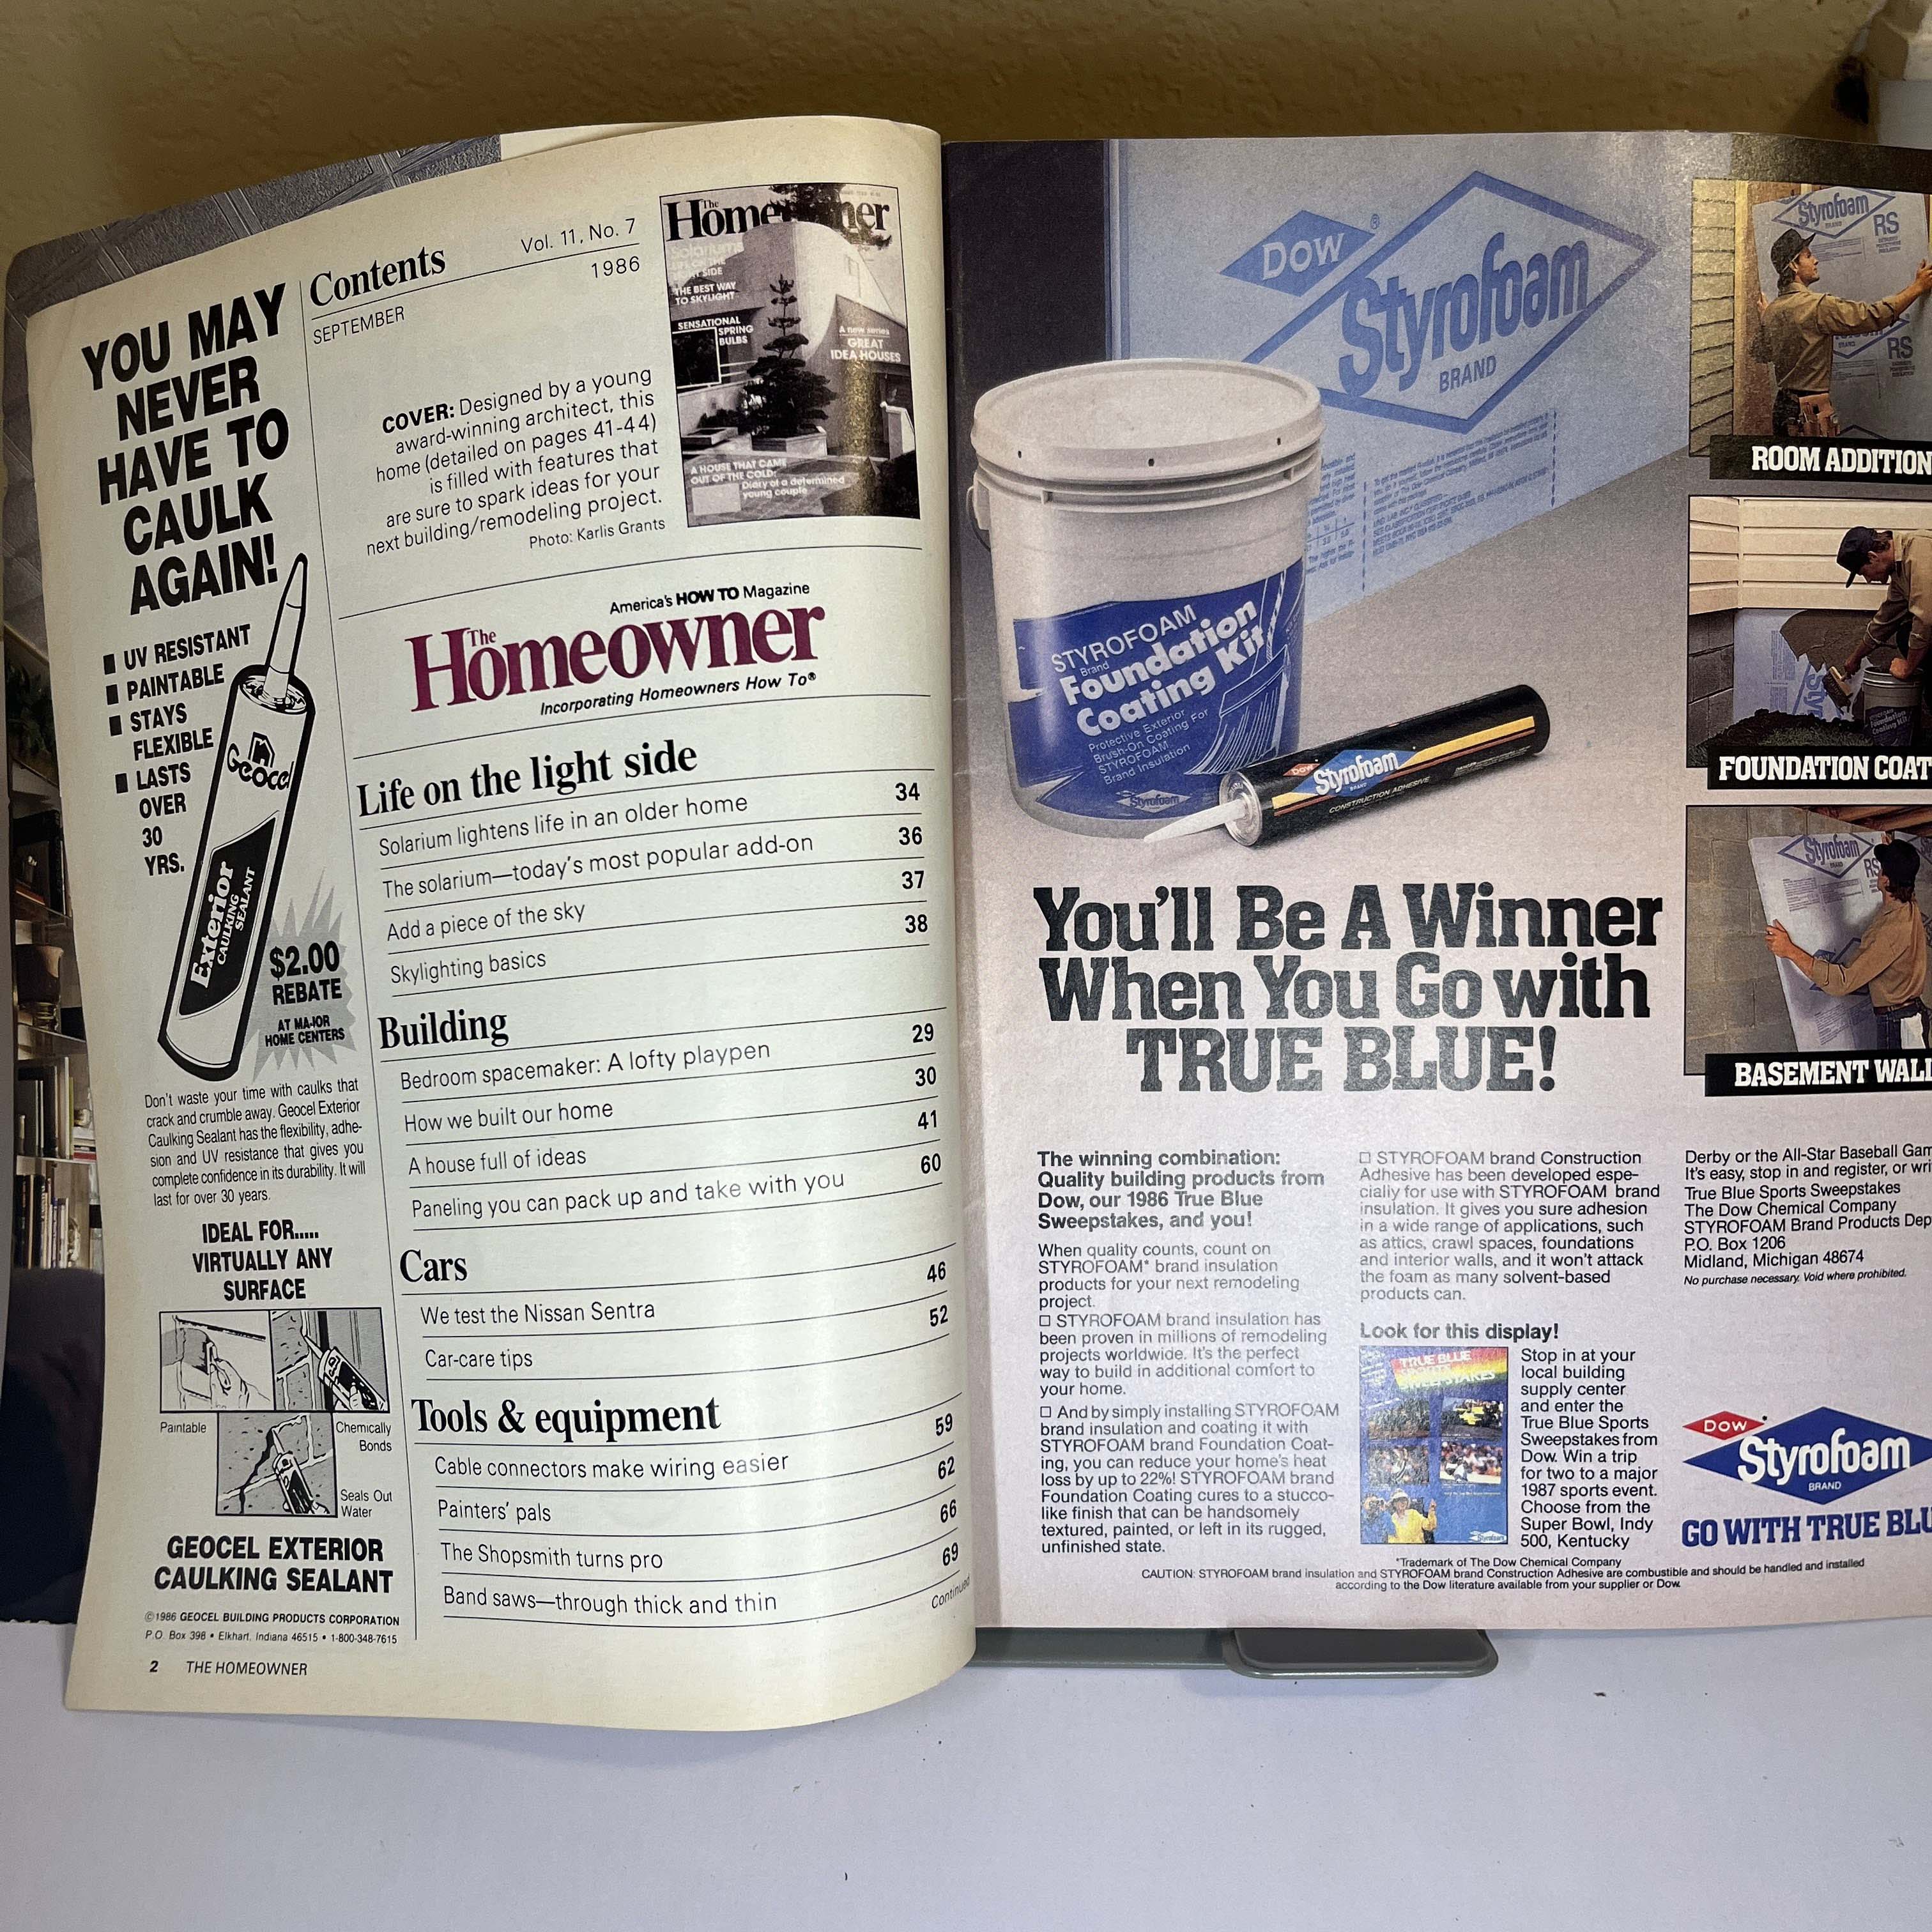 YOU MAY
NEVER
HAVE TO
CAULK
AGAIN!
UV RESISTANT
PAINTABLE
STAYS
FLEXIBLE
LASTS
OVER
30
YRS.
Geocel
Exterior
CAULKING
SEALANT
$2.00
REBATE
AT MAJOR
HOME CENTERS
Don't waste your time with caulks that
crack and crumble away. Geocel Exterior
Caulking Sealant has the flexibility, adhe-
sion and UV resistance that gives you
complete confidence in its durability. It will
last for over 30 years.
IDEAL FOR.....
VIRTUALLY ANY
SURFACE
Paintable
Chemically
Bonds
Seals Out
Water
GEOCEL EXTERIOR
CAULKING SEALANT
©1986 GEOCEL BUILDING PRODUCTS CORPORATION
P.O. Box 398 • Elkhart, Indiana 46515 • 1-800-348-7615
2 THE HOMEOWNER
Contents
Vol. 11, No. 7
SEPTEMBER
1986
COVER: Designed by a young
award-winning architect, this
home (detailed on pages 41-44)
is filled with features that
are sure to spark ideas for your
next building/remodeling project.
Photo: Karlis Grants
The
Homeowner
Solariums
THE BEST WAY
TO SKYLIGHT
SENSATIONAL
SPRING
BULBS
A new series
GREAT
IDEA HOUSES
A HOUSE THAT CAME
OUT OF THE COLD:
Diary of a determined
young couple
America's HOW TO Magazine
The
Homeowner
Incorporating Homeowners How To®
Life on the light side
Solarium lightens life in an older home 34
The solarium—today's most popular add-on 36
Add a piece of the sky 37
Skylighting basics 38
Building
Bedroom spacemaker: A lofty playpen 29
How we built our home 30
A house full of ideas 41
Paneling you can pack up and take with you 60
Cars
We test the Nissan Sentra 46
Car-care tips 52
Tools & equipment
Cable connectors make wiring easier 59
Painters' pals 62
The Shopsmith turns pro 66
Band saws—through thick and thin 69
Continued
DOW ®
Styrofoam
BRAND
STYROFOAM
Brand
Foundation
Coating Kit
Protective Exterior
Brush-On Coating For
STYROFOAM
Brand Insulation
Styrofoam
DOW
Styrofoam
BRAND
CONSTRUCTION ADHESIVE
Styrofoam
RS
RS
ROOM ADDITION
FOUNDATION COAT
Styrofoam
RS
BASEMENT WALL
You'll Be A Winner
When You Go with
TRUE BLUE!
The winning combination:
Quality building products from
Dow, our 1986 True Blue
Sweepstakes, and you!
When quality counts, count on
STYROFOAM* brand insulation
products for your next remodeling
project.
□ STYROFOAM brand insulation has
been proven in millions of remodeling
projects worldwide. It's the perfect
way to build in additional comfort to
your home.
□ And by simply installing STYROFOAM
brand insulation and coating it with
STYROFOAM brand Foundation Coat-
ing, you can reduce your home's heat
loss by up to 22%! STYROFOAM brand
Foundation Coating cures to a stucco-
like finish that can be handsomely
textured, painted, or left in its rugged,
unfinished state.
□ STYROFOAM brand Construction
Adhesive has been developed espe-
cially for use with STYROFOAM brand
insulation. It gives you sure adhesion
in a wide range of applications, such
as attics, crawl spaces, foundations
and interior walls, and it won't attack
the foam as many solvent-based
products can.
Look for this display!
TRUE BLUE
SWEEPSTAKES
Styrofoam
Stop in at your
local building
supply center
and enter the
True Blue Sports
Sweepstakes from
Dow. Win a trip
for two to a major
1987 sports event.
Choose from the
Super Bowl, Indy
500, Kentucky
Derby or the All-Star Baseball Gam
It's easy, stop in and register, or wri
True Blue Sports Sweepstakes
The Dow Chemical Company
STYROFOAM Brand Products Dep
P.O. Box 1206
Midland, Michigan 48674
No purchase necessary. Void where prohibited.
DOW
Styrofoam
BRAND
GO WITH TRUE BLU
*Trademark of The Dow Chemical Company
CAUTION: STYROFOAM brand insulation and STYROFOAM brand Construction Adhesive are combustible and should be handled and installed
according to the Dow literature available from your supplier or Dow.